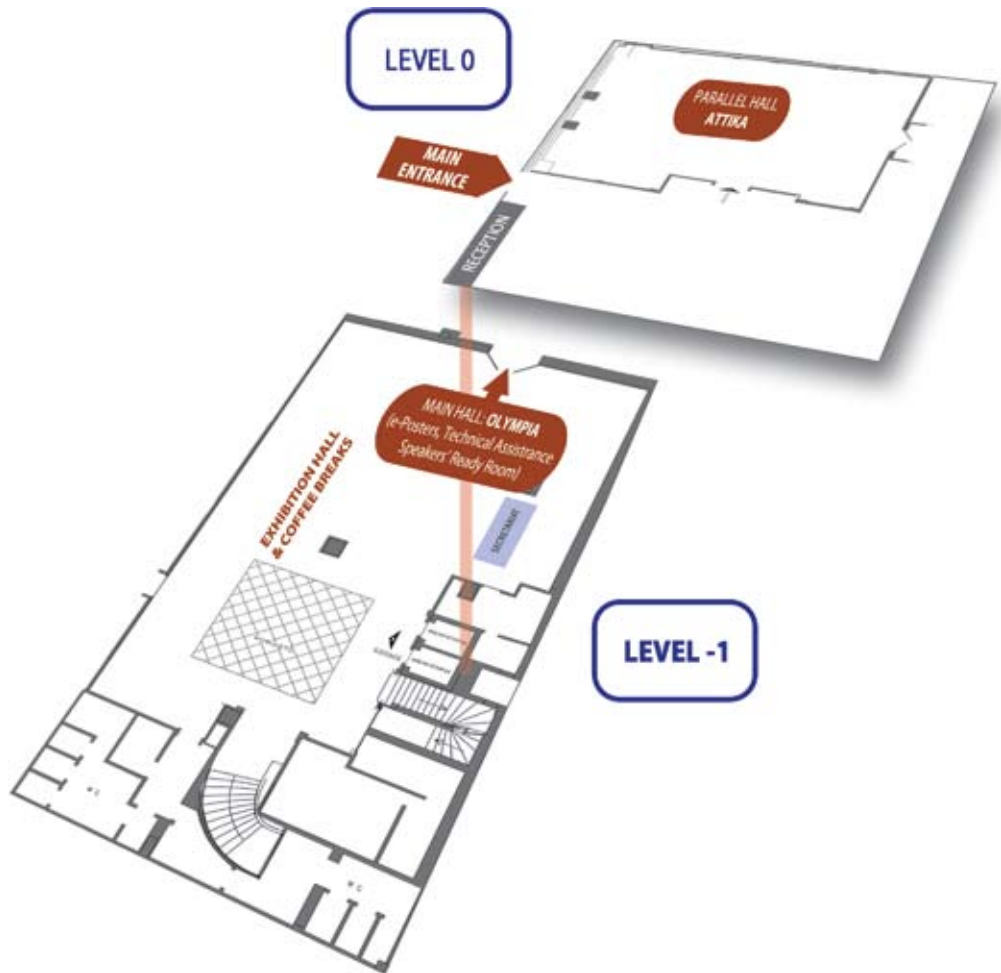 LEVEL 0
PARALLEL HALL
ATTIKA
MAIN
ENTRANCE
RECEPTION
MAIN HALL: OLYMPIA
(e-Posters, Technical Assistance
Speakers' Ready Room)
EXHIBITION HALL
& COFFEE BREAKS
SECRETARIAT
LEVEL -1
W C
W C